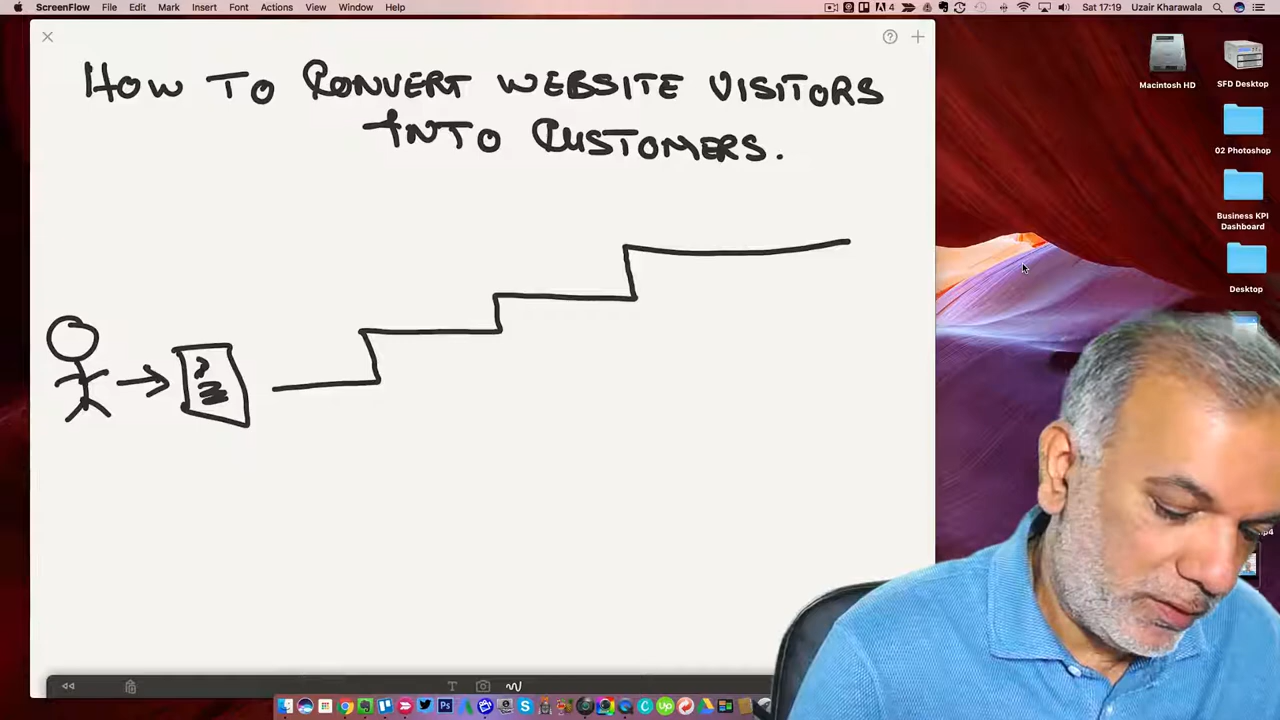 ScreenFlow File Edit Mark Insert Font Actions View Window Help 4 Sat 17:19 Uzair Kharawala
HOW TO CONVERT WEBSITE VISITORS
INTO CUSTOMERS.
Macintosh HD
SFD Desktop
02 Photoshop
Business KPI
Dashboard
Desktop